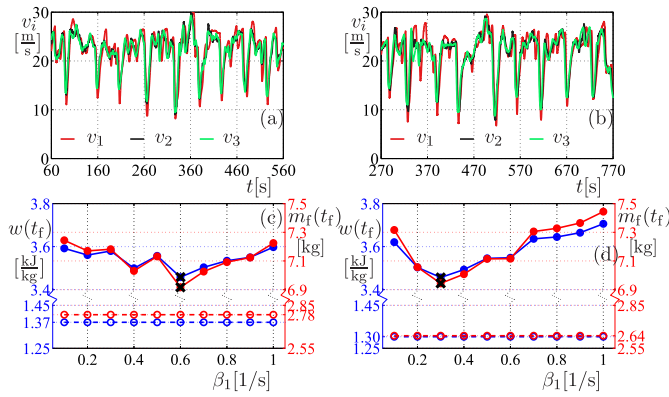 v_i [m/s] 30 20 10 0
v_1 v_2 v_3 (a)
60 160 260 360 460 560
t[s]
v_i [m/s] 30 20 10 0
v_1 v_2 v_3 (b)
270 370 470 570 670 770
t[s]
w(t_f) [kJ/kg] 3.8 3.6 3.4 1.45 1.37 1.25
(c)
m_f(t_f) [kg] 7.5 7.3 7.1 6.9 2.85 2.78 2.55
0.2 0.4 0.6 0.8 1
β_1[1/s]
w(t_f) [kJ/kg] 3.8 3.6 3.4 1.45 1.30 1.25
(d)
m_f(t_f) [kg] 7.5 7.3 7.1 6.9 2.85 2.64 2.55
0.2 0.4 0.6 0.8 1
β_1[1/s]